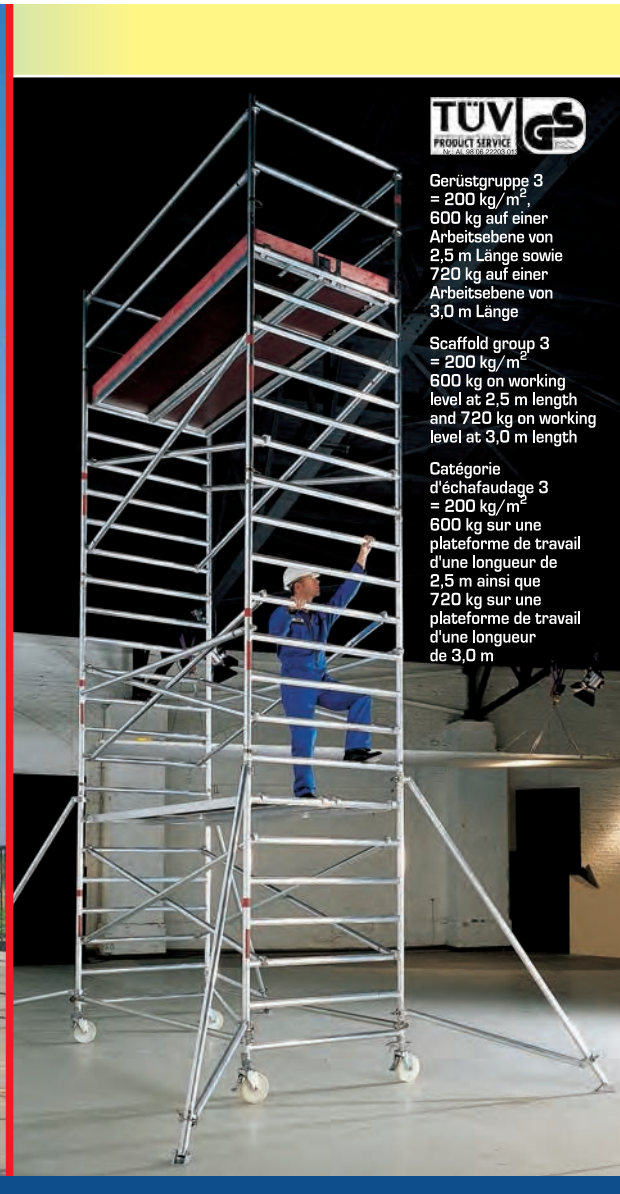 TÜV
PRODUCT SERVICE
GS
Gerüstgruppe 3
= 200 kg/m²,
600 kg auf einer
Arbeitsebene von
2,5 m Länge sowie
720 kg auf einer
Arbeitsebene von
3,0 m Länge
Scaffold group 3
= 200 kg/m²
600 kg on working
level at 2,5 m length
and 720 kg on working
level at 3,0 m length
Catégorie
d'échafaudage 3
= 200 kg/m²
600 kg sur une
plateforme de travail
d'une longueur de
2,5 m ainsi que
720 kg sur une
plateforme de travail
d'une longueur
de 3,0 m